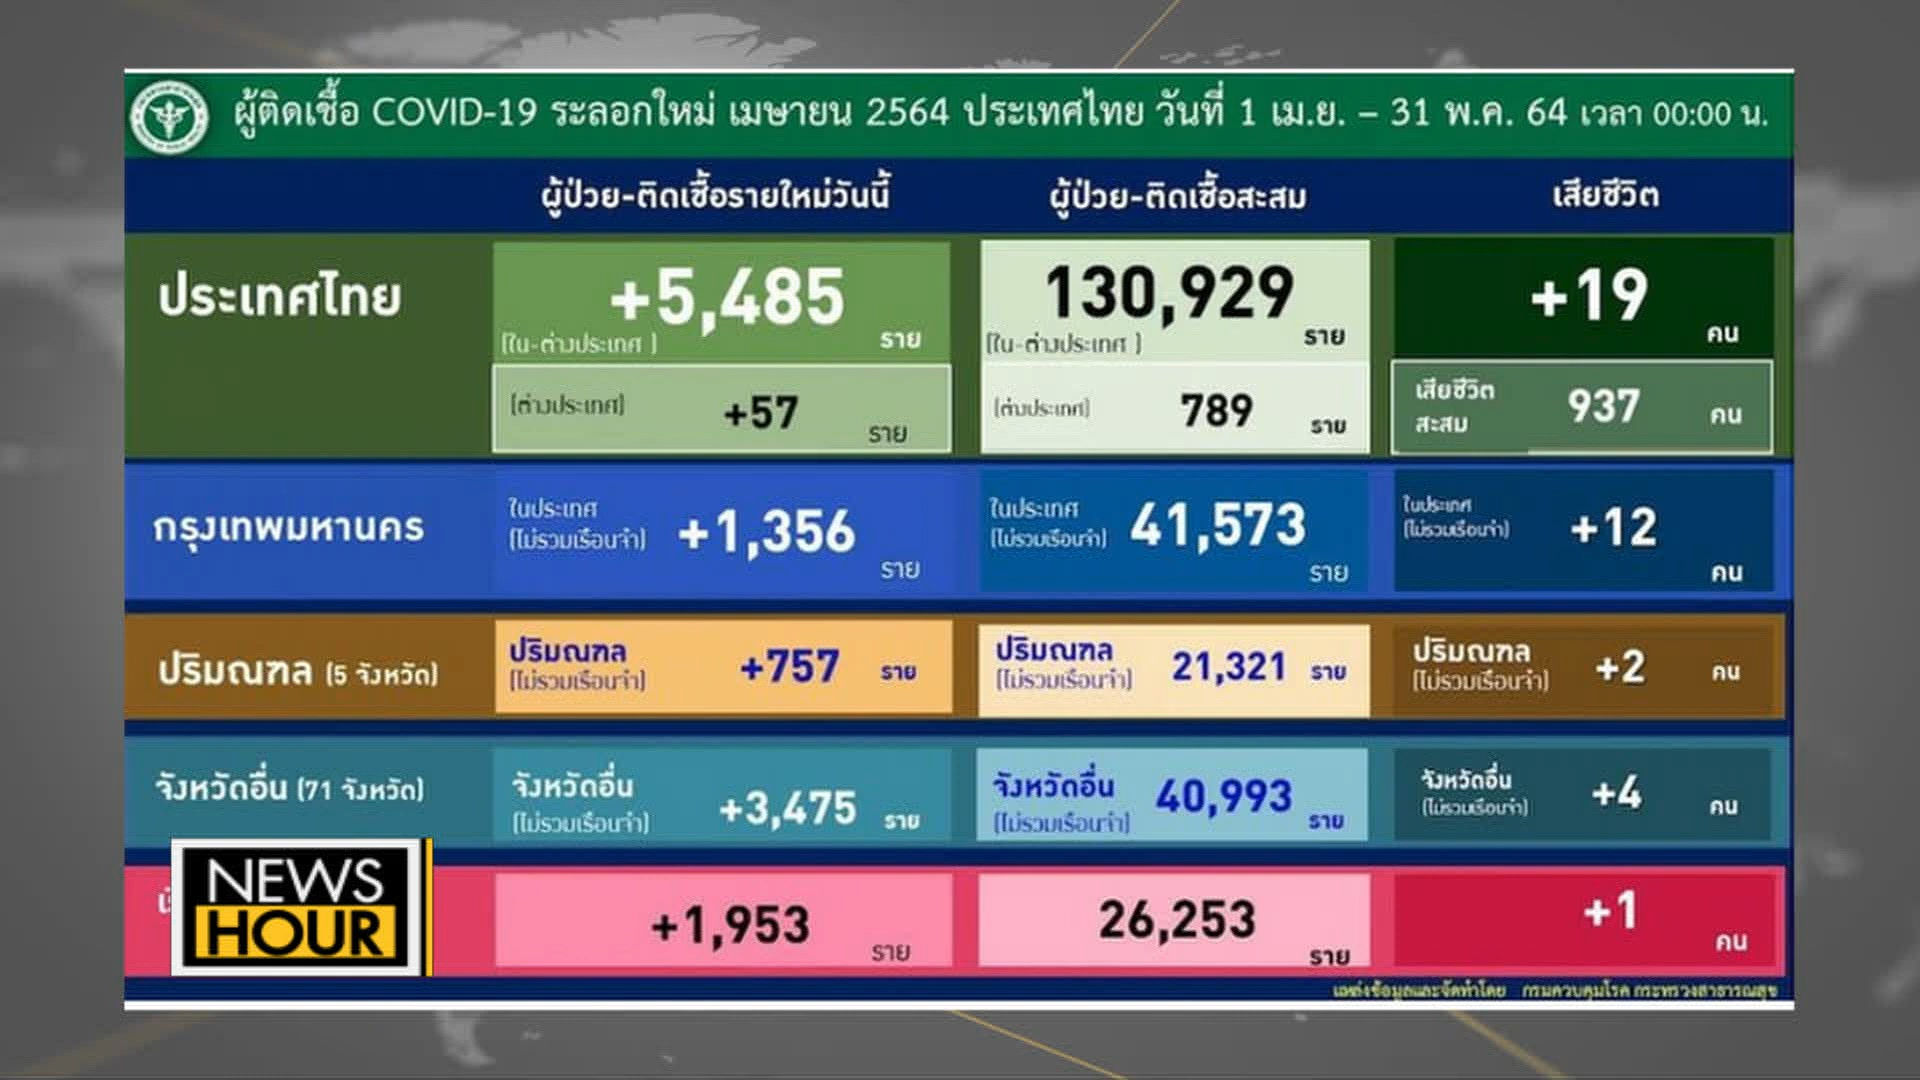 ผู้ติดเชื้อ COVID-19 ระลอกใหม่ เมษายน 2564 ประเทศไทย วันที่ 1 เม.ย. – 31 พ.ค. 64 เวลา 00:00 น.
ผู้ป่วย-ติดเชื้อรายใหม่วันนี้ ผู้ป่วย-ติดเชื้อสะสม เสียชีวิต
ประเทศไทย
+5,485 ราย
(ใน-ต่างประเทศ )
(ต่างประเทศ) +57 ราย
130,929 ราย
(ใน-ต่างประเทศ )
(ต่างประเทศ) 789 ราย
+19 คน
เสียชีวิต
สะสม 937 คน
กรุงเทพมหานคร
ในประเทศ
(ไม่รวมเรือนจำ) +1,356 ราย
ในประเทศ
(ไม่รวมเรือนจำ) 41,573 ราย
ในประเทศ
(ไม่รวมเรือนจำ) +12 คน
ปริมณฑล (5 จังหวัด)
ปริมณฑล
(ไม่รวมเรือนจำ) +757 ราย
ปริมณฑล
(ไม่รวมเรือนจำ) 21,321 ราย
ปริมณฑล
(ไม่รวมเรือนจำ) +2 คน
จังหวัดอื่น (71 จังหวัด)
จังหวัดอื่น
(ไม่รวมเรือนจำ) +3,475 ราย
จังหวัดอื่น
(ไม่รวมเรือนจำ) 40,993 ราย
จังหวัดอื่น
(ไม่รวมเรือนจำ) +4 คน
+1,953 ราย
26,253 ราย
+1 คน
NEWS
HOUR
แหล่งข้อมูลและจัดทำโดย กรมควบคุมโรค กระทรวงสาธารณสุข